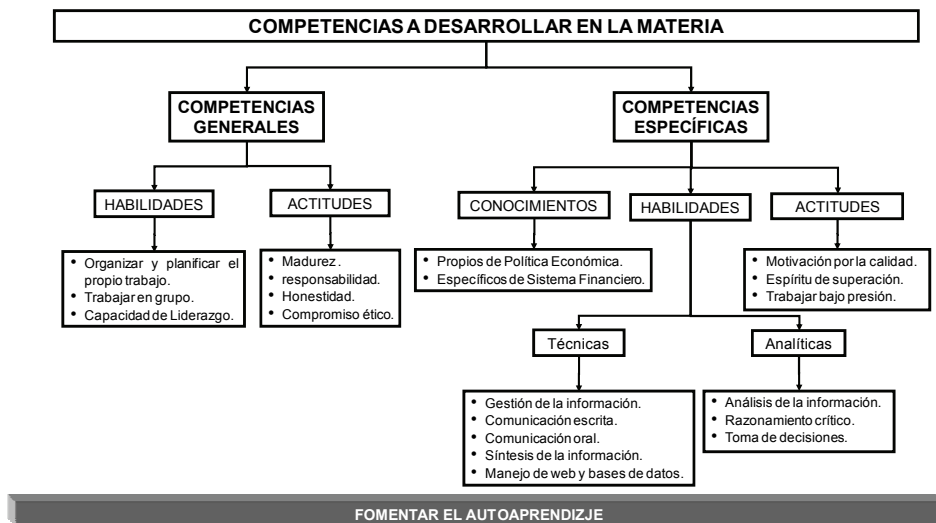 COMPETENCIAS A DESARROLLAR EN LA MATERIA
COMPETENCIAS
GENERALES
COMPETENCIAS
ESPECÍFICAS
HABILIDADES
ACTITUDES
CONOCIMIENTOS
HABILIDADES
ACTITUDES
• Organizar y planificar el
propio trabajo.
• Trabajar en grupo.
• Capacidad de Liderazgo.
• Madurez.
• responsabilidad.
• Honestidad.
• Compromiso ético.
• Propios de Política Económica.
• Específicos de Sistema Financiero.
• Motivación por la calidad.
• Espíritu de superación.
• Trabajar bajo presión.
Técnicas
Analíticas
• Gestión de la información.
• Comunicación escrita.
• Comunicación oral.
• Síntesis de la información.
• Manejo de web y bases de datos.
• Análisis de la información.
• Razonamiento crítico.
• Toma de decisiones.
FOMENTAR EL AUTOAPRENDIZJE